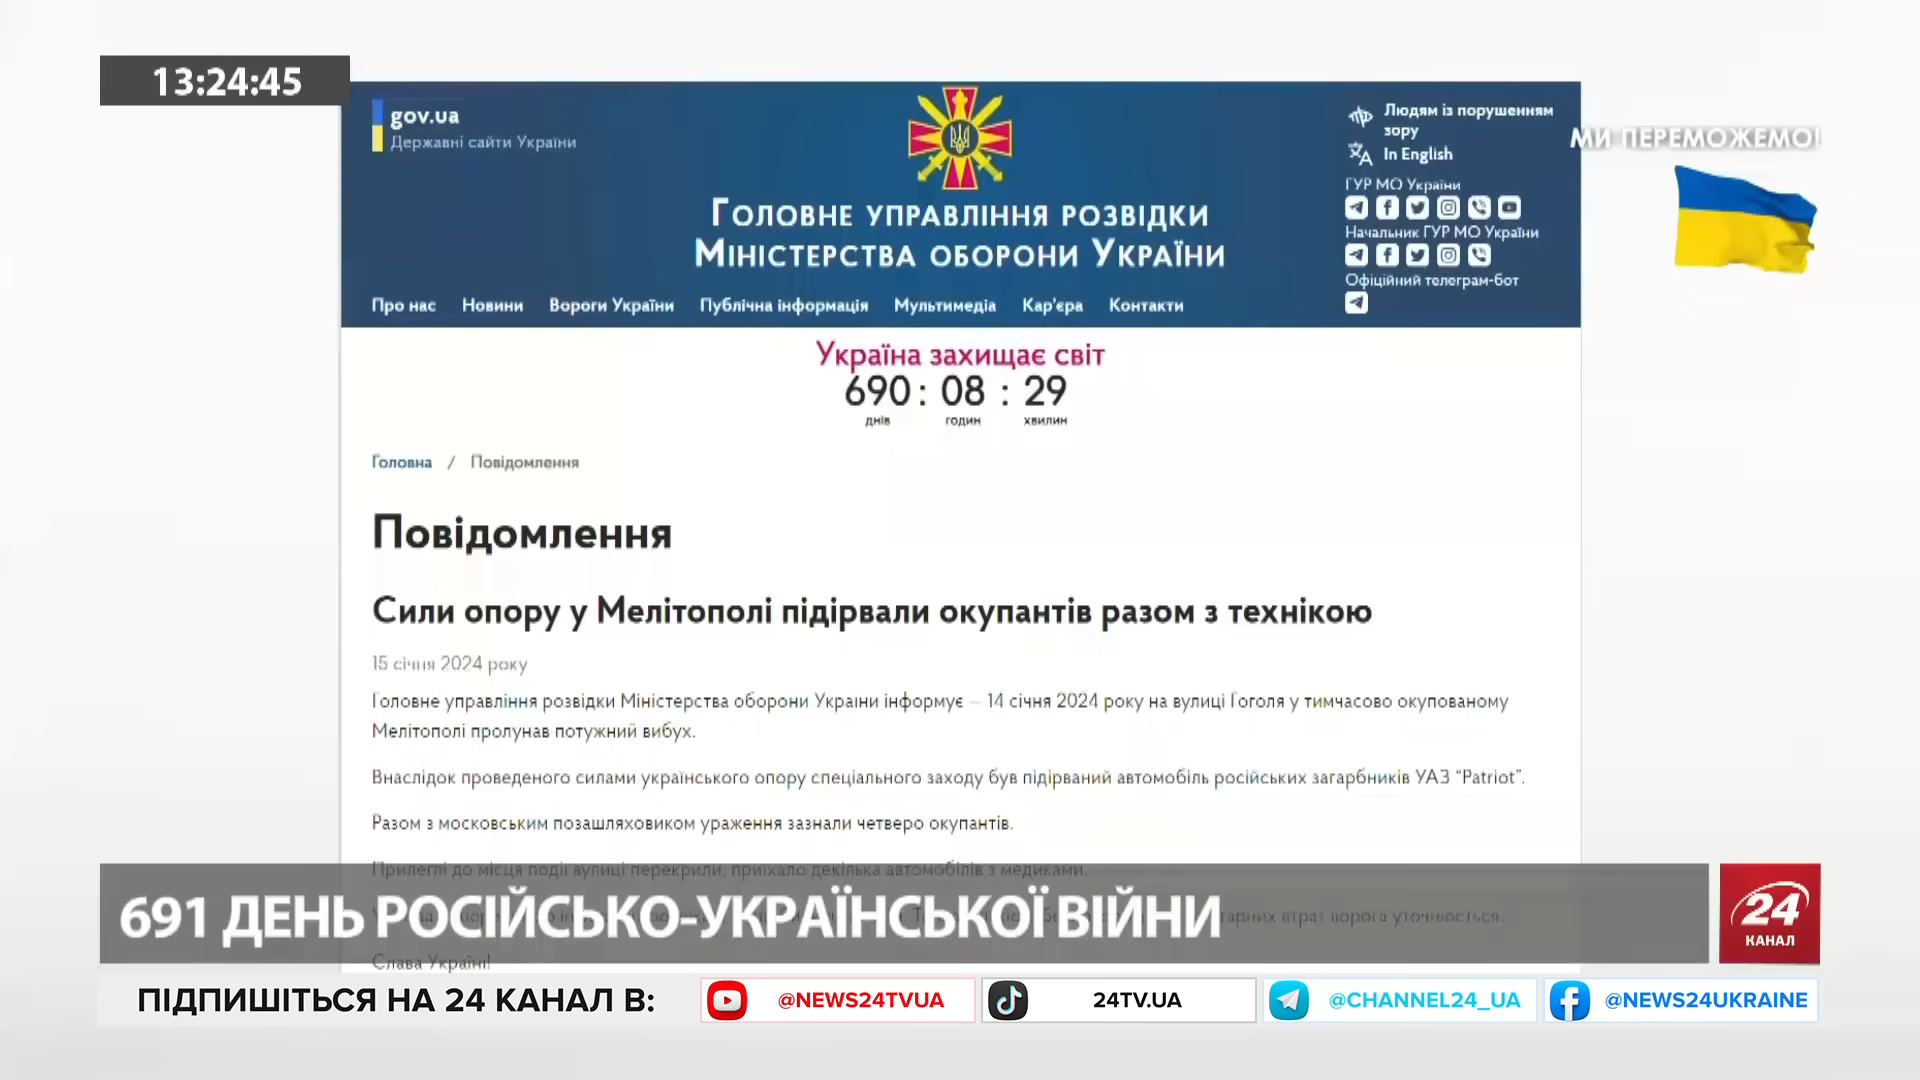 13:24:45
gov.ua
Державні сайти України
Людям із порушенням
зору
In English
ГУР МО України
Начальник ГУР МО України
Офіційний телеграм-бот
МИ ПЕРЕМОЖЕМО!
Головне управління розвідки
Міністерства оборони України
Про нас Новини Вороги України Публічна інформація Мультимедіа Кар'єра Контакти
Україна захищає світ
690 : 08 : 29
днів годин хвилин
Головна / Повідомлення
Повідомлення
Сили опору у Мелітополі підірвали окупантів разом з технікою
15 січня 2024 року
Головне управління розвідки Міністерства оборони України інформує – 14 січня 2024 року на вулиці Гоголя у тимчасово окупованому
Мелітополі пролунав потужний вибух.
Внаслідок проведеного силами українського опору спеціального заходу був підірваний автомобіль російських загарбників УАЗ “Patriot”.
Разом з московським позашляховиком ураження зазнали четверо окупантів.
Прилеглі до місця події вулиці перекрили, приїхало декілька автомобілів з медиками.
втрат ворога уточнюється.
691 ДЕНЬ РОСІЙСЬКО-УКРАЇНСЬКОЇ ВІЙНИ
Слава Україні!
24
КАНАЛ
ПІДПИШІТЬСЯ НА 24 КАНАЛ В: @NEWS24TVUA 24TV.UA @CHANNEL24_UA @NEWS24UKRAINE